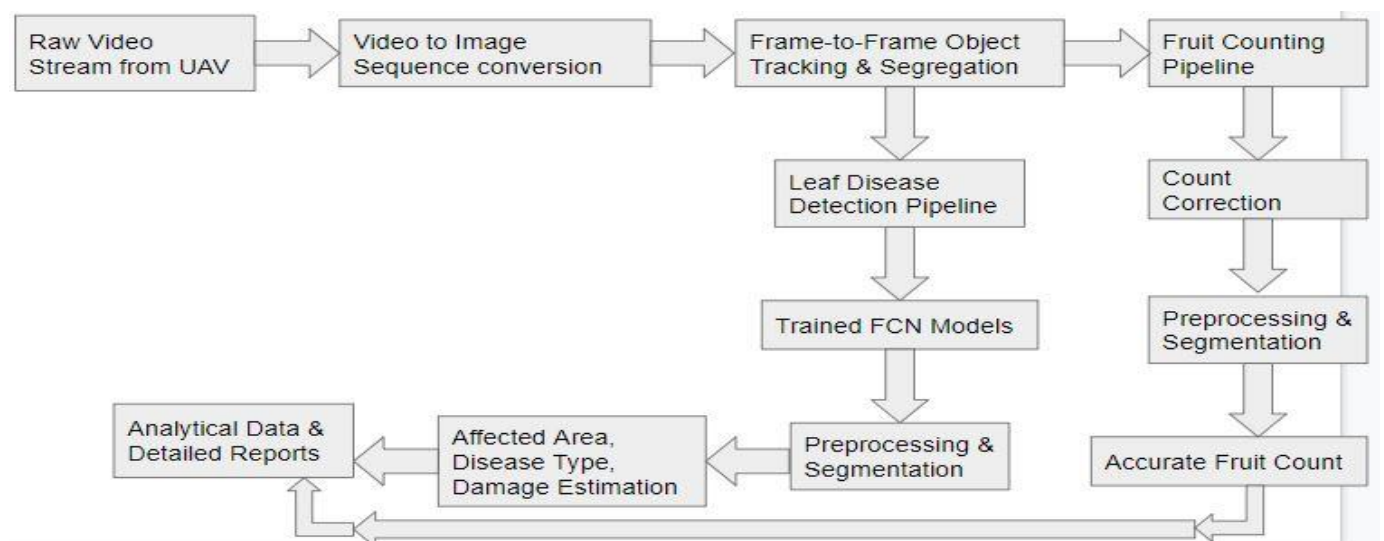 Raw Video
Stream from UAV
Video to Image
Sequence conversion
Frame-to-Frame Object
Tracking & Segregation
Fruit Counting
Pipeline
Leaf Disease
Detection Pipeline
Count
Correction
Trained FCN Models
Preprocessing &
Segmentation
Analytical Data &
Detailed Reports
Affected Area,
Disease Type,
Damage Estimation
Preprocessing &
Segmentation
Accurate Fruit Count